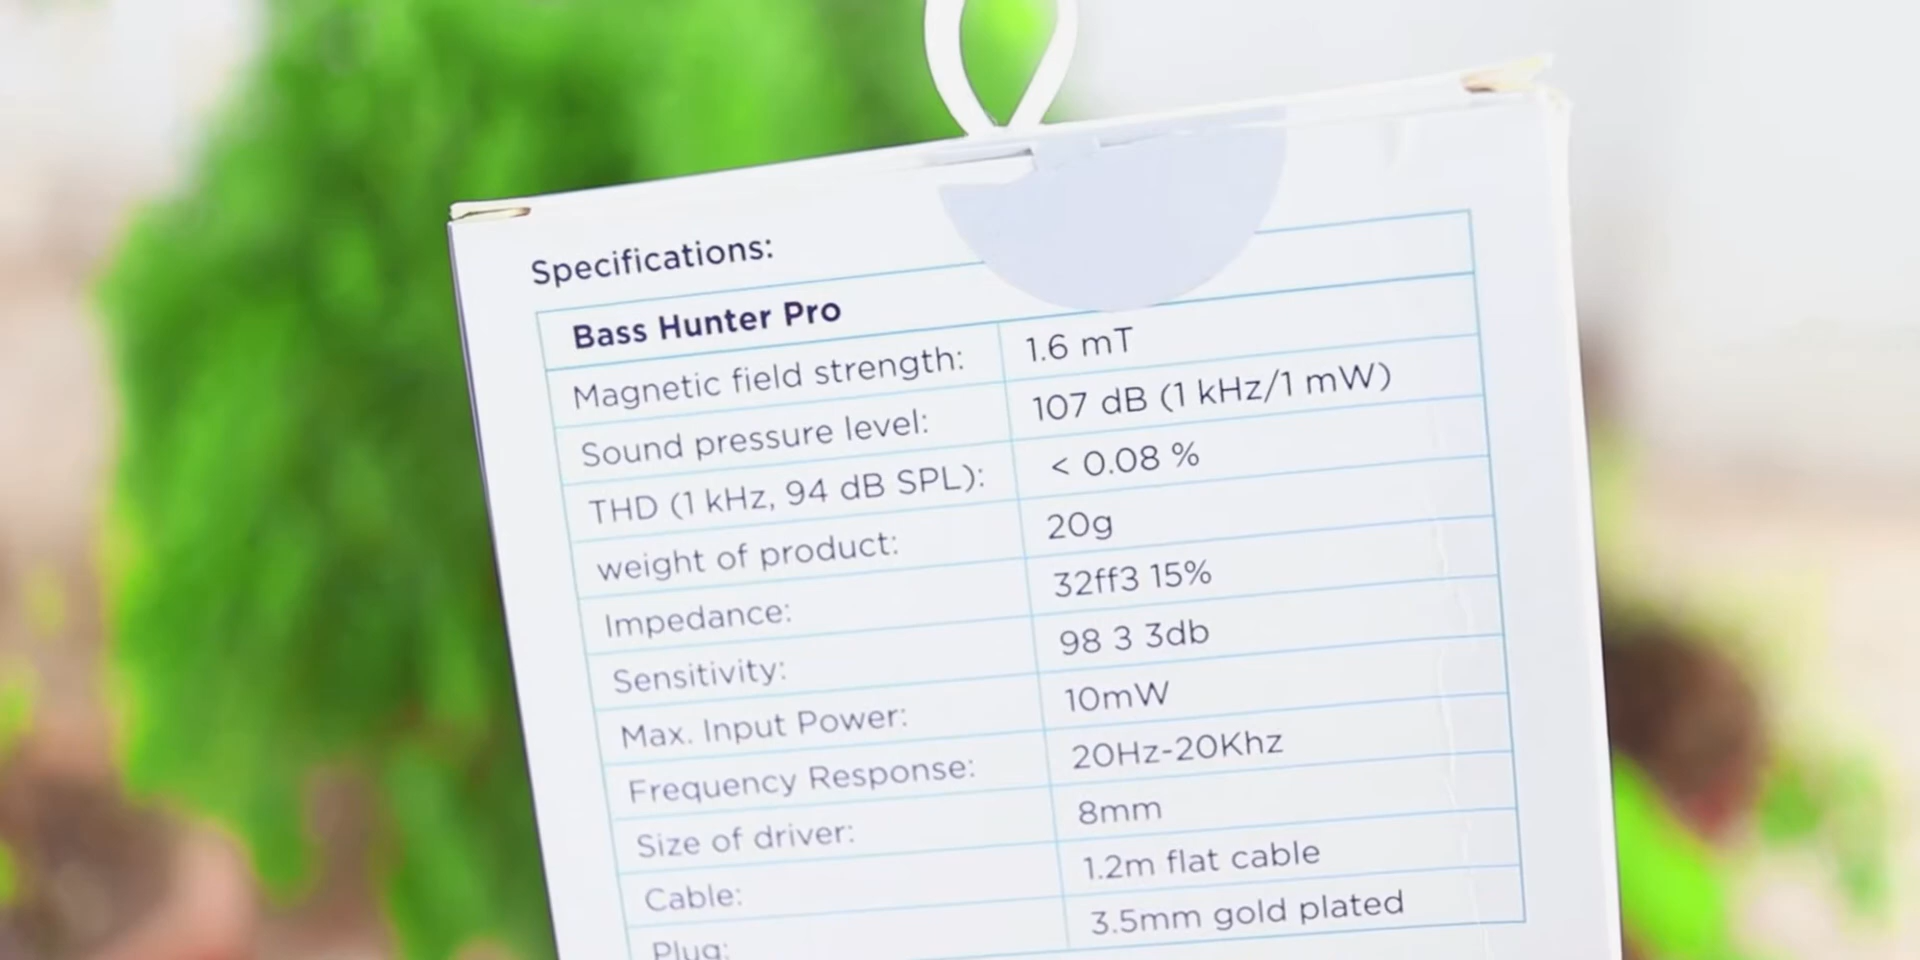 Specifications:
Bass Hunter Pro
Magnetic field strength: 1.6 mT
Sound pressure level: 107 dB (1 kHz/1 mW)
THD (1 kHz, 94 dB SPL): < 0.08 %
weight of product: 20g
Impedance: 32ff3 15%
Sensitivity: 98 3 3db
Max. Input Power: 10mW
Frequency Response: 20Hz-20Khz
Size of driver: 8mm
Cable: 1.2m flat cable
Plug: 3.5mm gold plated